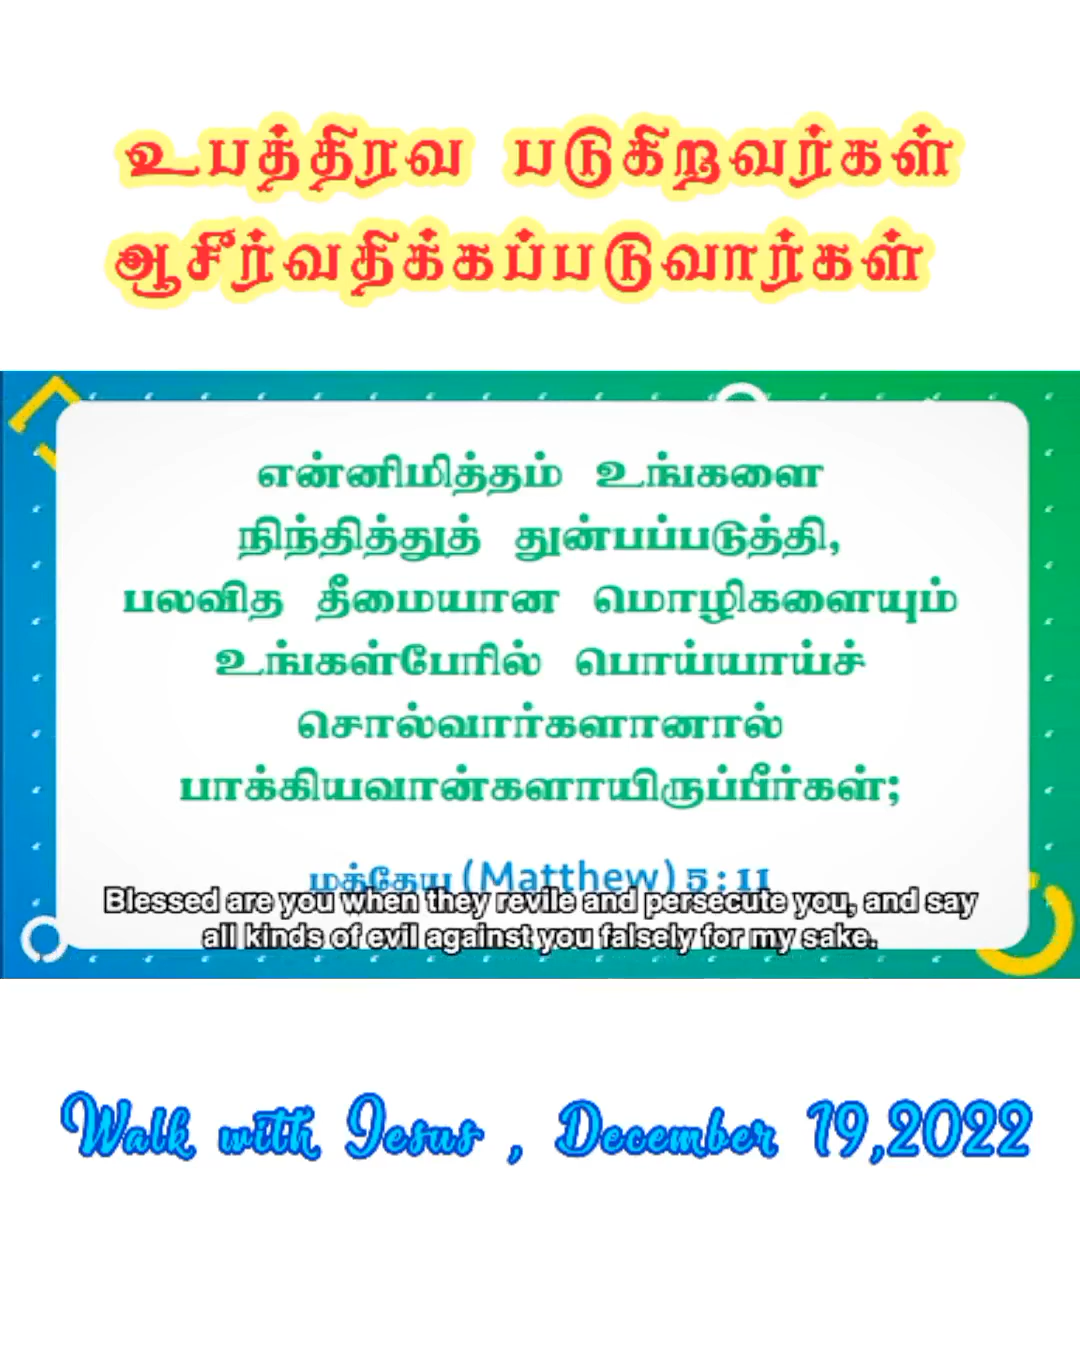 உபத்திரவ படுகிறவர்கள்
ஆசீர்வதிக்கப்படுவார்கள்
என்னிமித்தம் உங்களை
நிந்தித்துத் துன்பப்படுத்தி,
பலவித தீமையான மொழிகளையும்
உங்கள்பேரில் பொய்யாய்ச்
சொல்வார்களானால்
பாக்கியவான்களாயிருப்பீர்கள்;
மத்தேயு (Matthew) 5 : 11
Blessed are you when they revile and persecute you, and say
all kinds of evil against you falsely for my sake.
Walk with Jesus , December 19,2022